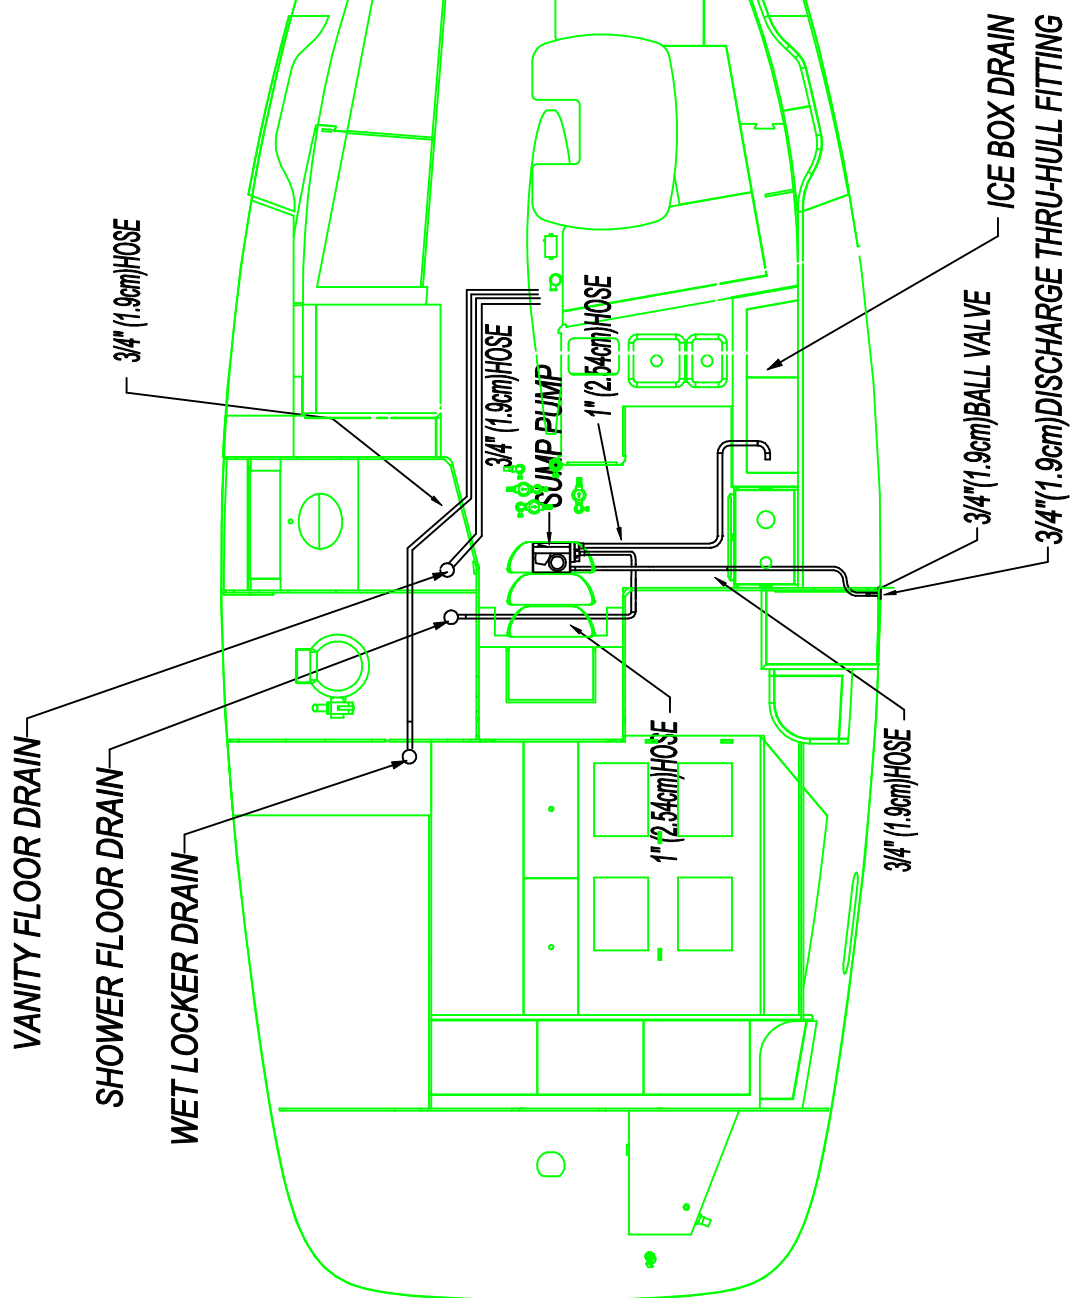 VANITY FLOOR DRAIN
SHOWER FLOOR DRAIN
3/4" (1.9cm)HOSE
WET LOCKER DRAIN
3/4" (1.9cm)HOSE
SUMP PUMP
1" (2.54cm)HOSE
1" (2.54cm)HOSE
3/4" (1.9cm)HOSE
3/4"(1.9cm)BALL VALVE
ICE BOX DRAIN
3/4"(1.9cm)DISCHARGE THRU-HULL FITTING